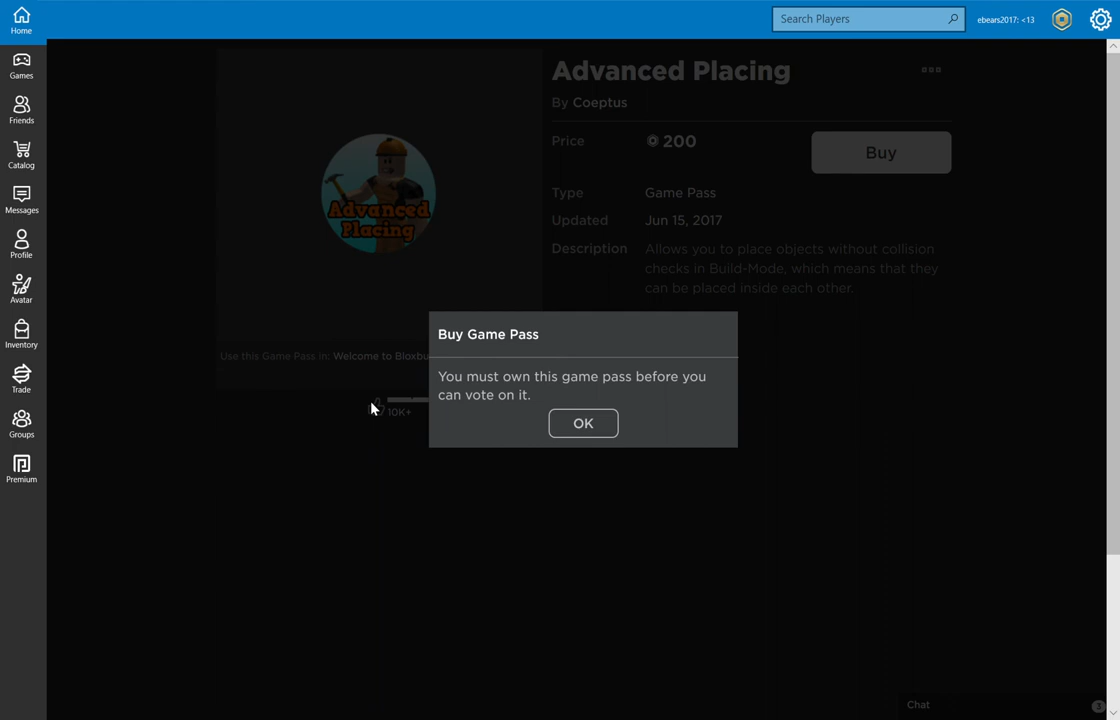 Home
Search Players
ebears2017: <13
Games
Friends
Catalog
Messages
Profile
Avatar
Inventory
Trade
Groups
Premium
Advanced
Placing
Use this Game Pass in: Welcome to Bloxbu
10K+
Advanced Placing
By Coeptus
Price 200
Buy
Type Game Pass
Updated Jun 15, 2017
Description Allows you to place objects without collision
checks in Build-Mode, which means that they
can be placed inside each other.
Buy Game Pass
You must own this game pass before you
can vote on it.
OK
Chat
3